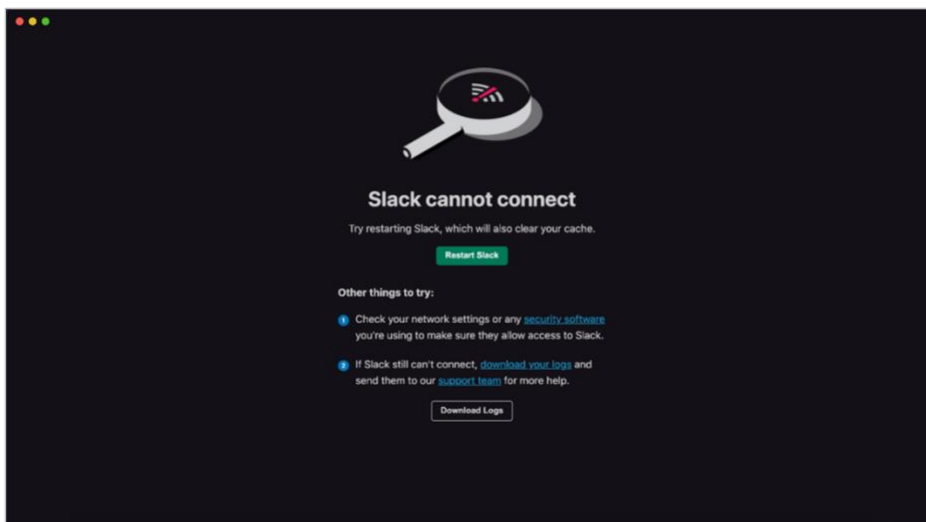 Slack cannot connect
Try restarting Slack, which will also clear your cache.
Restart Slack
Other things to try:
1 Check your network settings or any security software
you're using to make sure they allow access to Slack.
2 If Slack still can't connect, download your logs and
send them to our support team for more help.
Download Logs